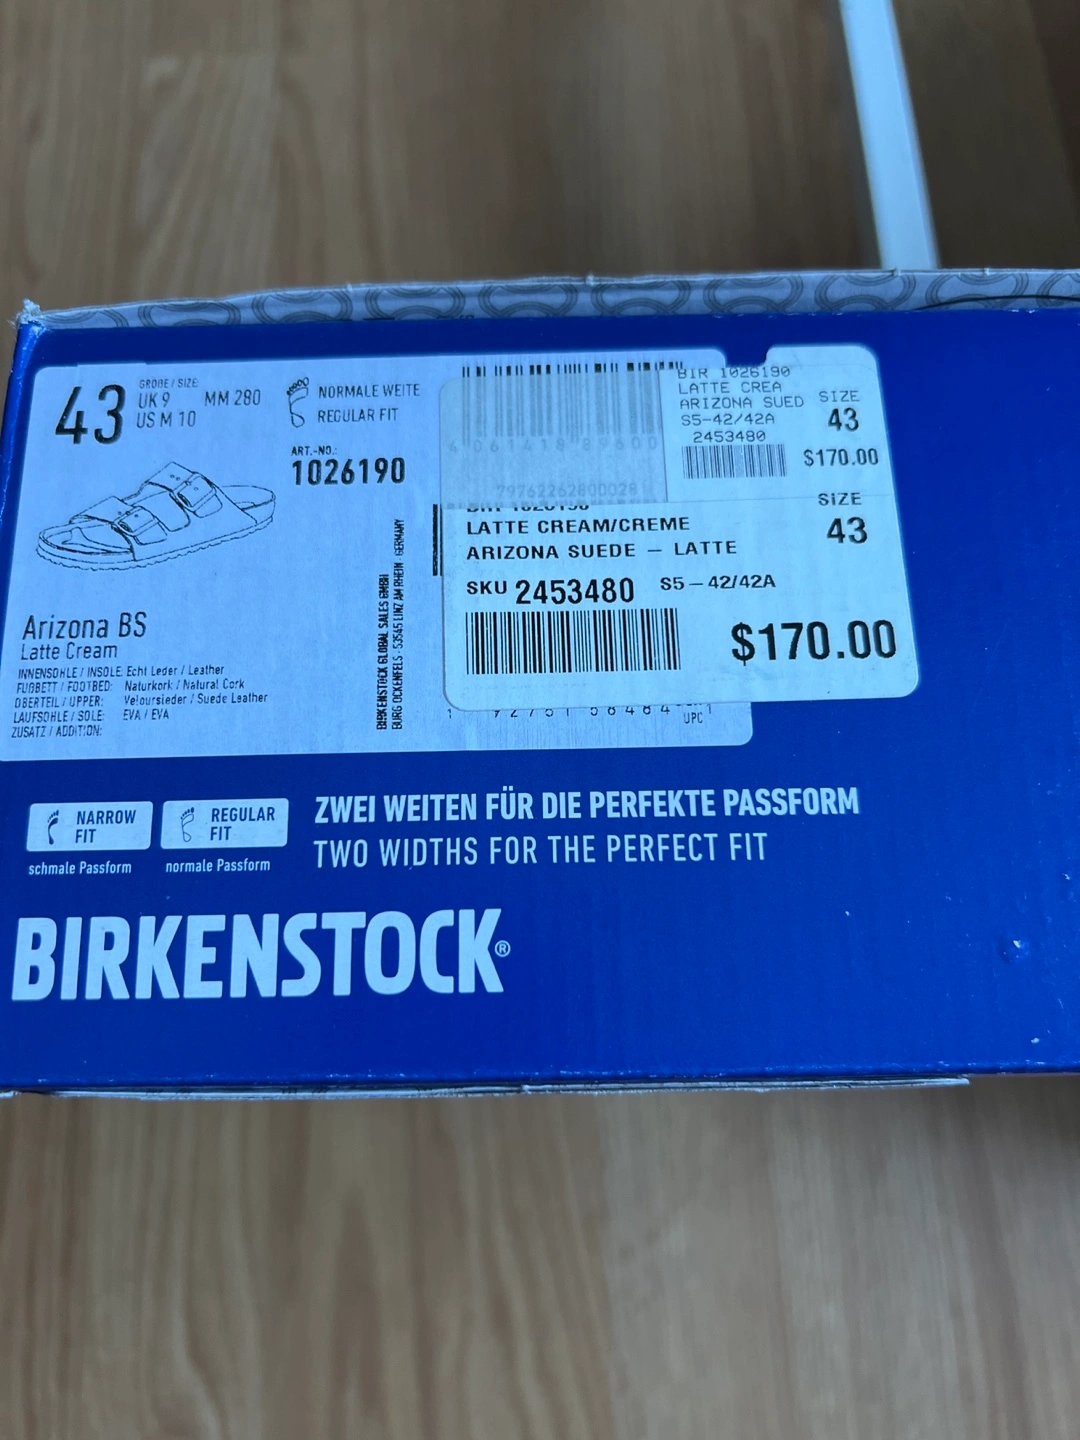 43
GRÖßE / SIZE:
UK 9
US M 10
MM 280
NORMALE WEITE
REGULAR FIT
ART.-NO.:
1026190
Arizona BS
Latte Cream
INNENSOHLE / INSOLE: Echt Leder / Leather
FUßBETT / FOOTBED: Naturkork / Natural Cork
OBERTEIL / UPPER: Veloursleder / Suede Leather
LAUFSOHLE / SOLE: EVA / EVA
ZUSATZ / ADDITION:
BIRKENSTOCK GLOBAL SALES GMBH
BURG OCKENFELS · 53545 LINZ AM RHEIN · GERMANY
79762262800028
BIR 1026190
LATTE CREA
ARIZONA SUED
S5-42/42A
2453480
SIZE
43
$170.00
LATTE CREAM/CREME
ARIZONA SUEDE – LATTE
SIZE
43
SKU 2453480 S5–42/42A
$170.00
UPC
NARROW
FIT
schmale Passform
REGULAR
FIT
normale Passform
ZWEI WEITEN FÜR DIE PERFEKTE PASSFORM
TWO WIDTHS FOR THE PERFECT FIT
BIRKENSTOCK®